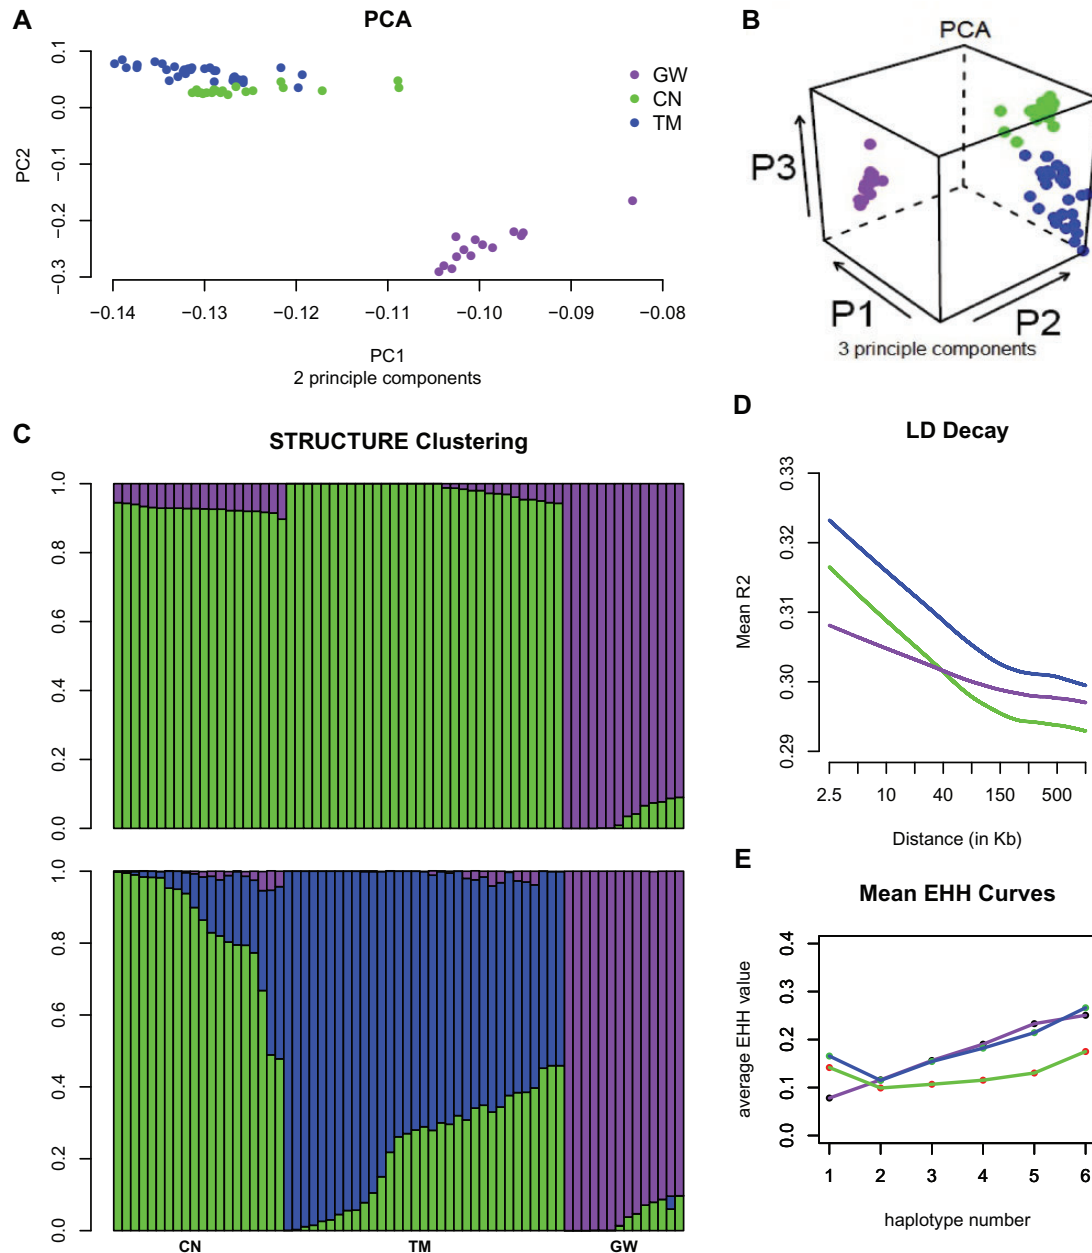 A
PCA
0.1
0.0
−0.1
−0.2
−0.3
PC2
−0.14
−0.13
−0.12
−0.11
−0.10
−0.09
−0.08
PC1
2 principle components
GW
CN
TM
B
PCA
P3
P1
P2
3 principle components
C
STRUCTURE Clustering
1.0
0.8
0.6
0.4
0.2
0.0
1.0
0.8
0.6
0.4
0.2
0.0
CN
TM
GW
D
LD Decay
0.33
0.32
0.31
0.30
0.29
Mean R2
2.5
10
40
150
500
Distance (in Kb)
E
Mean EHH Curves
0.4
0.3
0.2
0.1
0.0
average EHH value
1
2
3
4
5
6
haplotype number